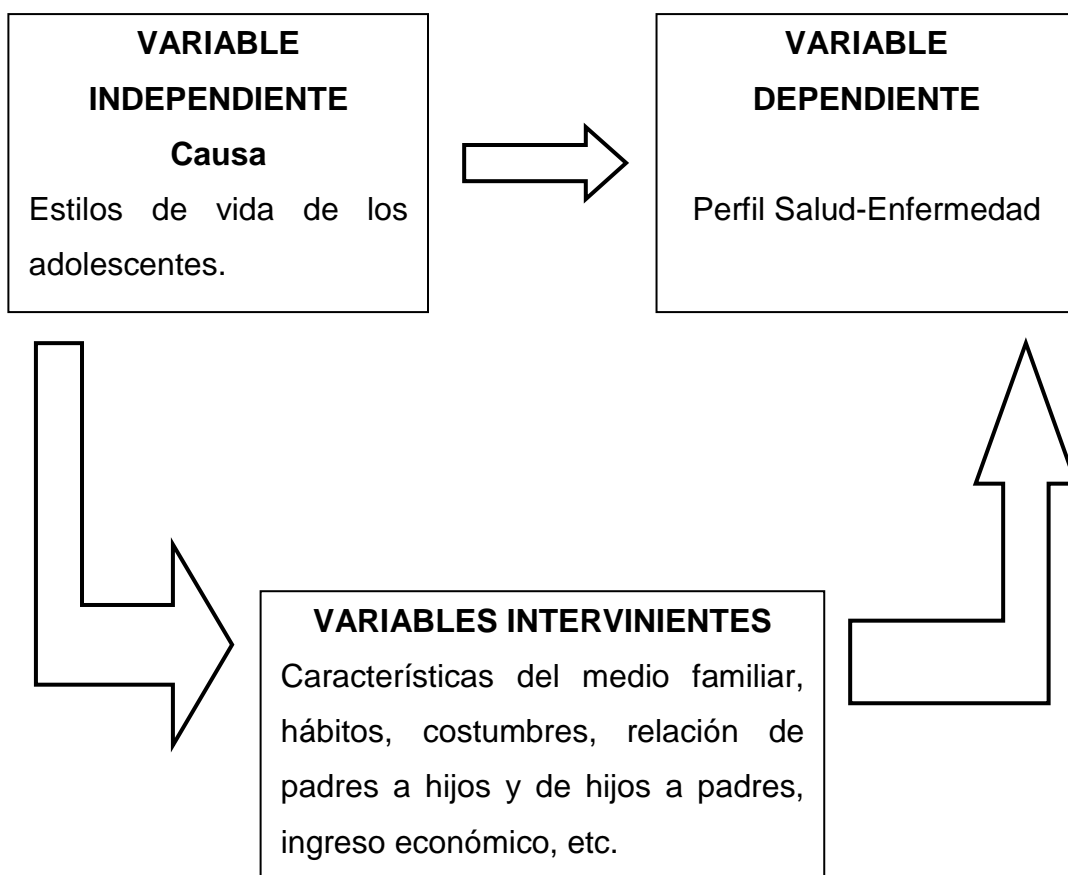 VARIABLE
INDEPENDIENTE
Causa
Estilos de vida de los
adolescentes.
VARIABLE
DEPENDIENTE
Perfil Salud-Enfermedad
VARIABLES INTERVINIENTES
Características del medio familiar,
hábitos, costumbres, relación de
padres a hijos y de hijos a padres,
ingreso económico, etc.